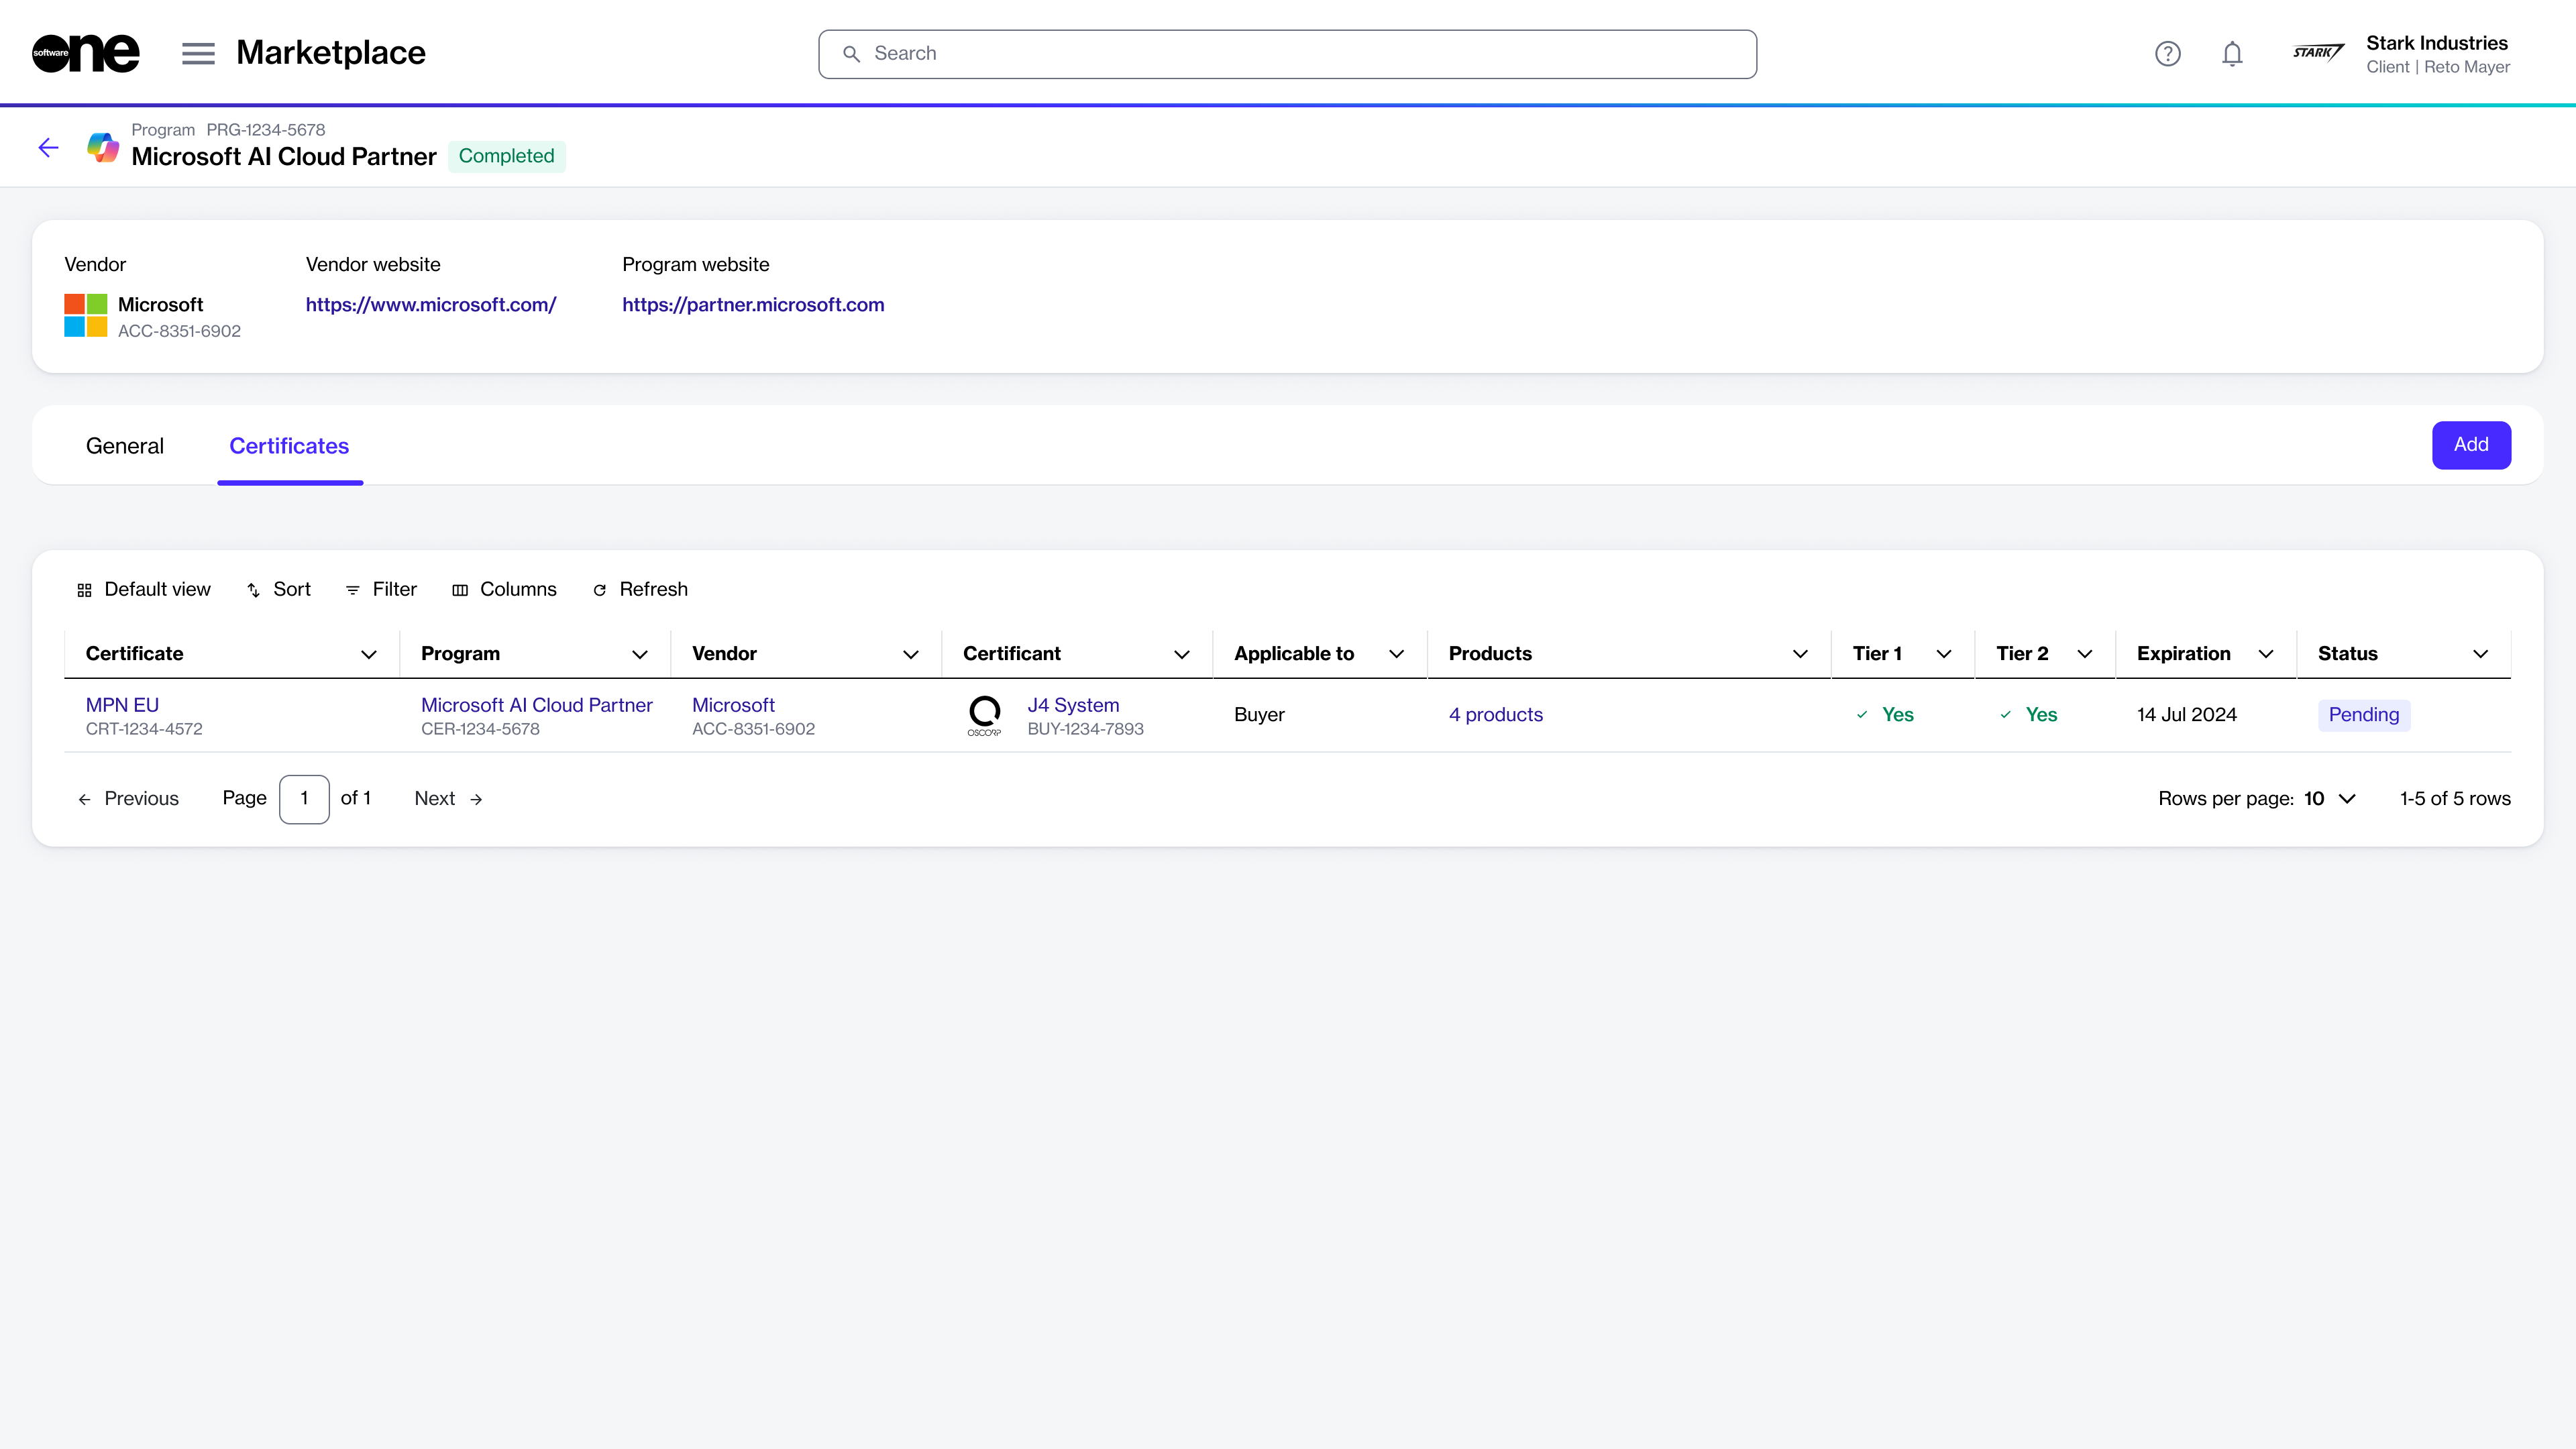 software one
Marketplace
Search
STARK
Stark Industries
Client | Reto Mayer
Program PRG-1234-5678
Microsoft AI Cloud Partner
Completed
Vendor
Vendor website
Program website
Microsoft
ACC-8351-6902
https://www.microsoft.com/
https://partner.microsoft.com
General
Certificates
Add
Default view
Sort
Filter
Columns
Refresh
Certificate
Program
Vendor
Certificant
Applicable to
Products
Tier 1
Tier 2
Expiration
Status
MPN EU
CRT-1234-4572
Microsoft AI Cloud Partner
CER-1234-5678
Microsoft
ACC-8351-6902
OSCORP
J4 System
BUY-1234-7893
Buyer
4 products
Yes
Yes
14 Jul 2024
Pending
Previous
Page 1 of 1
Next
Rows per page: 10
1-5 of 5 rows